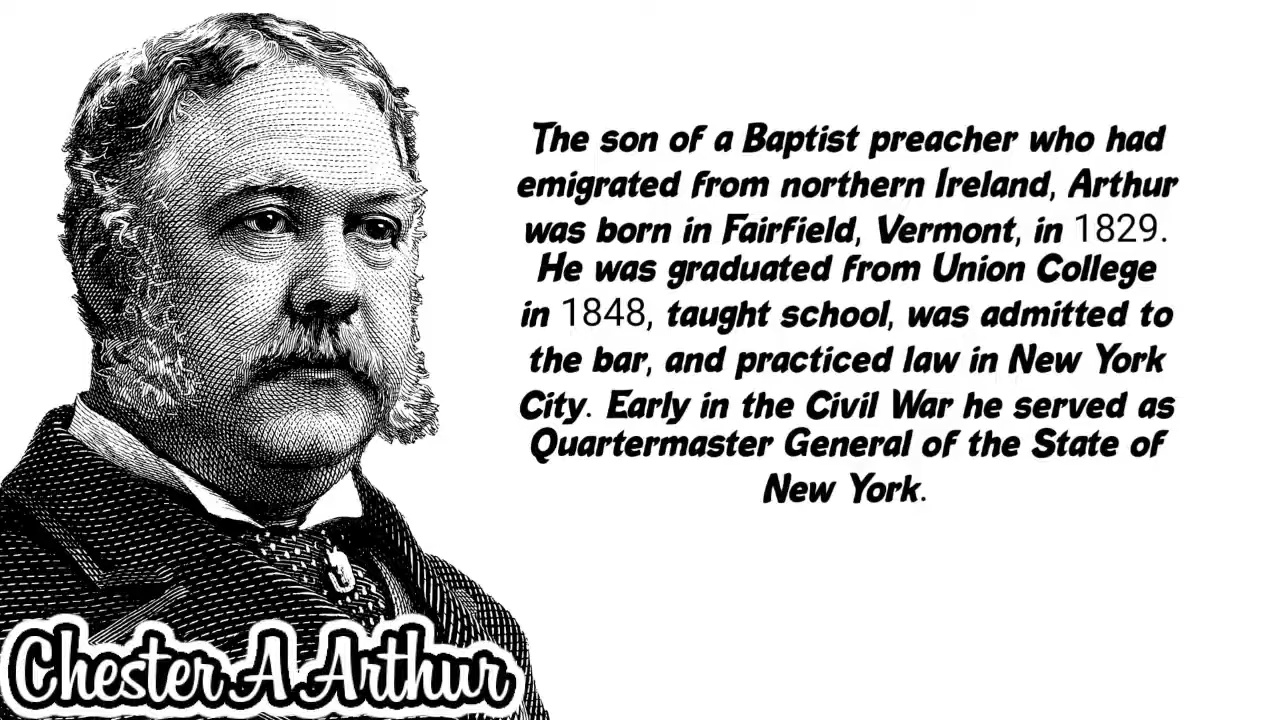 The son of a Baptist preacher who had
emigrated from northern Ireland, Arthur
was born in Fairfield, Vermont, in 1829.
He was graduated from Union College
in 1848, taught school, was admitted to
the bar, and practiced law in New York
City. Early in the Civil War he served as
Quartermaster General of the State of
New York.
Chester A Arthur